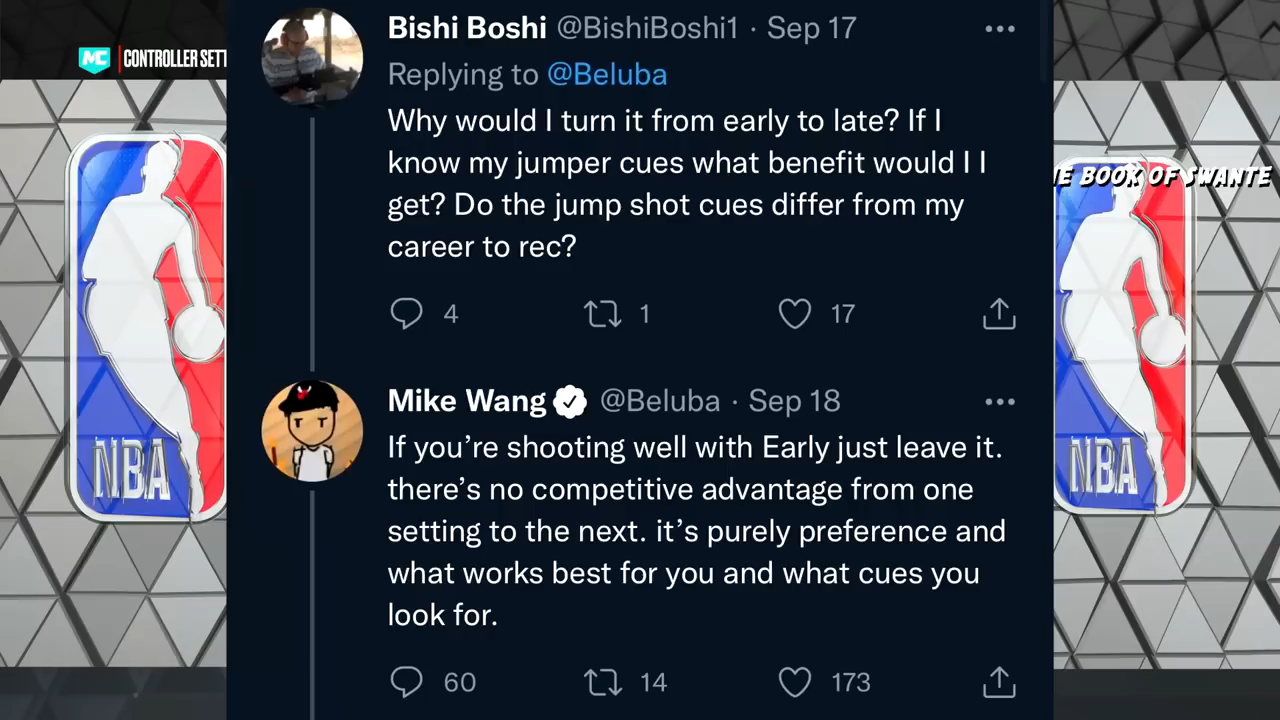 Bishi Boshi @BishiBoshi1 · Sep 17
Replying to @Beluba
Why would I turn it from early to late? If I
know my jumper cues what benefit would I I
get? Do the jump shot cues differ from my
career to rec?
4 1 17
Mike Wang @Beluba · Sep 18
If you’re shooting well with Early just leave it.
there’s no competitive advantage from one
setting to the next. it’s purely preference and
what works best for you and what cues you
look for.
60 14 173
MC CONTROLLER SETT
E BOOK OF SWANTE
NBA
NBA